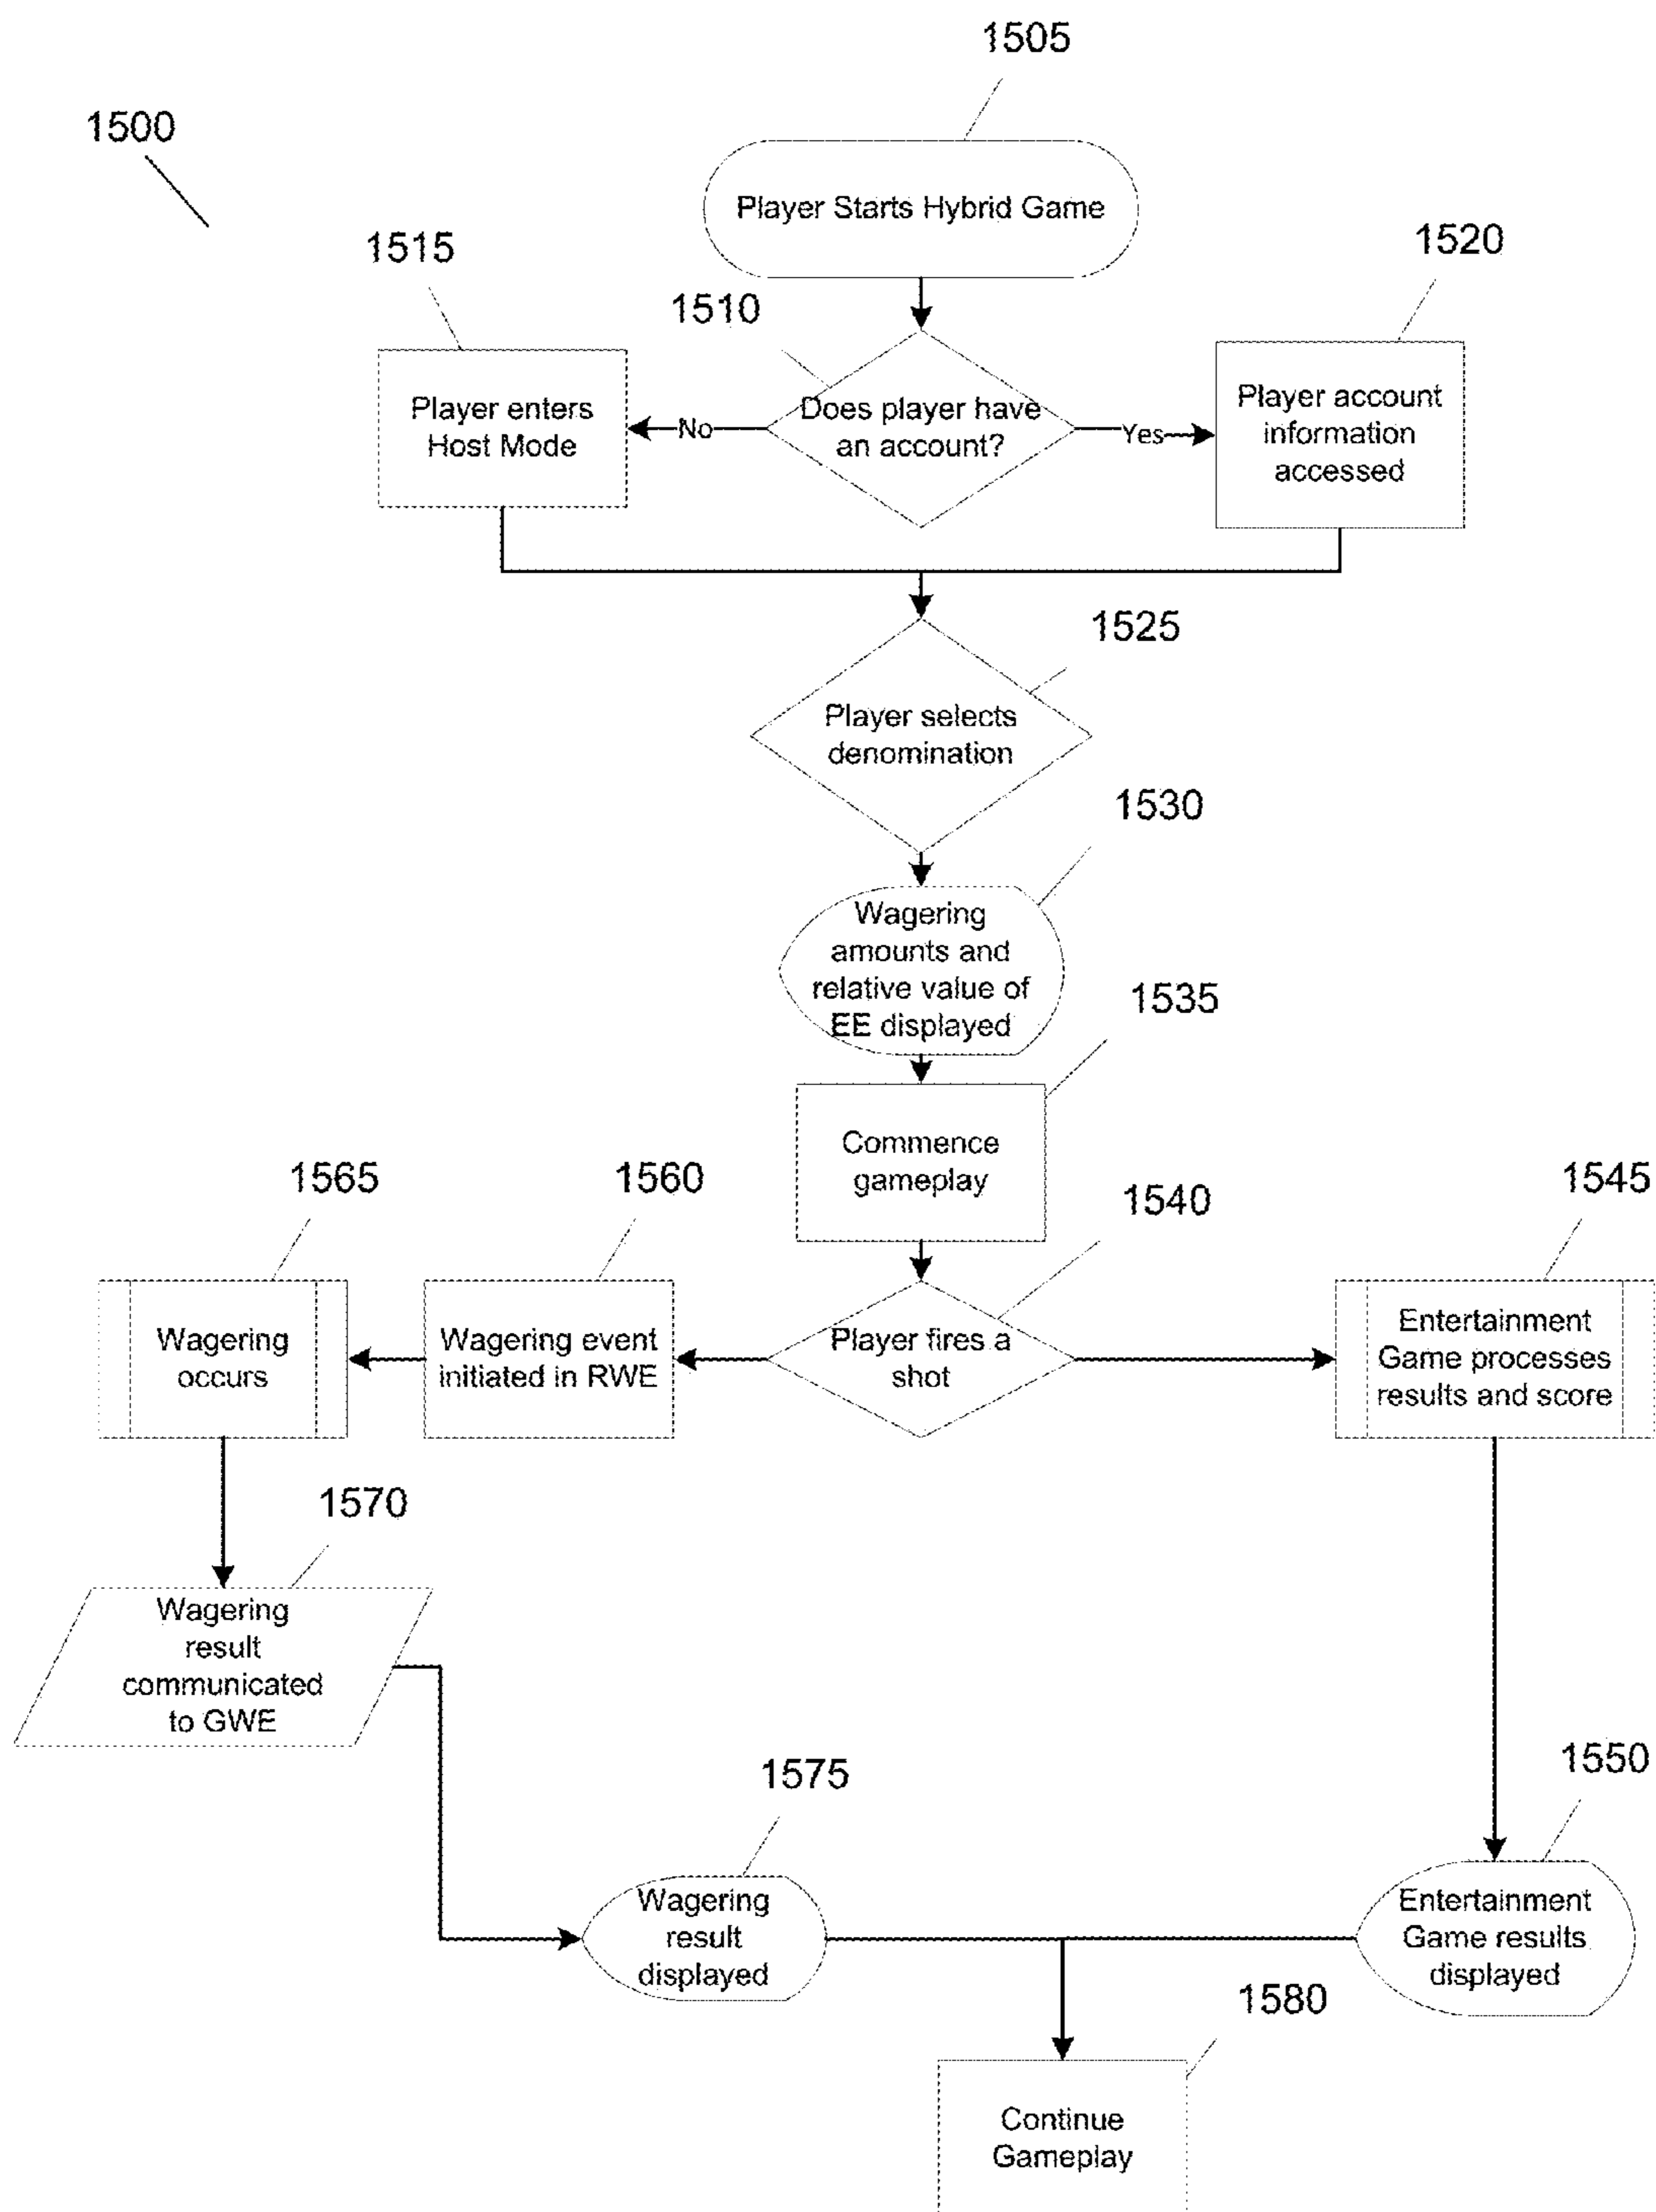 1505
1500
Player Starts Hybrid Game
1515
1520
1510
Player enters
Host Mode
No
Does player have
an account?
Yes
Player account
information
accessed
1525
Player selects
denomination
1530
Wagering
amounts and
relative value of
EE displayed
1535
Commence
gameplay
1565
1560
1540
1545
Wagering
occurs
Wagering event
initiated in RWE
Player fires a
shot
Entertainment
Game processes
results and score
1570
Wagering
result
communicated
to GWE
1575
1550
Wagering
result
displayed
Entertainment
Game results
displayed
1580
Continue
Gameplay